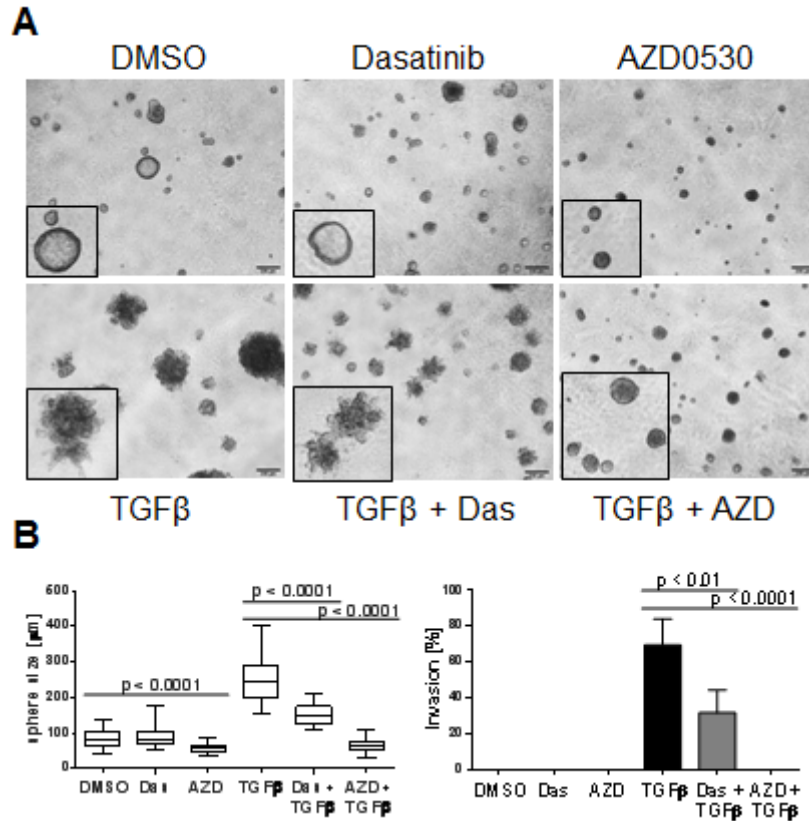 A
DMSO Dasatinib AZD0530
TGFβ TGFβ + Das TGFβ + AZD
B
sphere size [µm]
600
400
300
200
100
0
p < 0.0001
p < 0.0001
p < 0.0001
DMSO Das AZD TGFβ Das + TGFβ AZD + TGFβ
Invasion [%]
100
80
60
40
20
0
p < 0.01
p < 0.0001
DMSO Das AZD TGFβ Das + TGFβ AZD + TGFβ